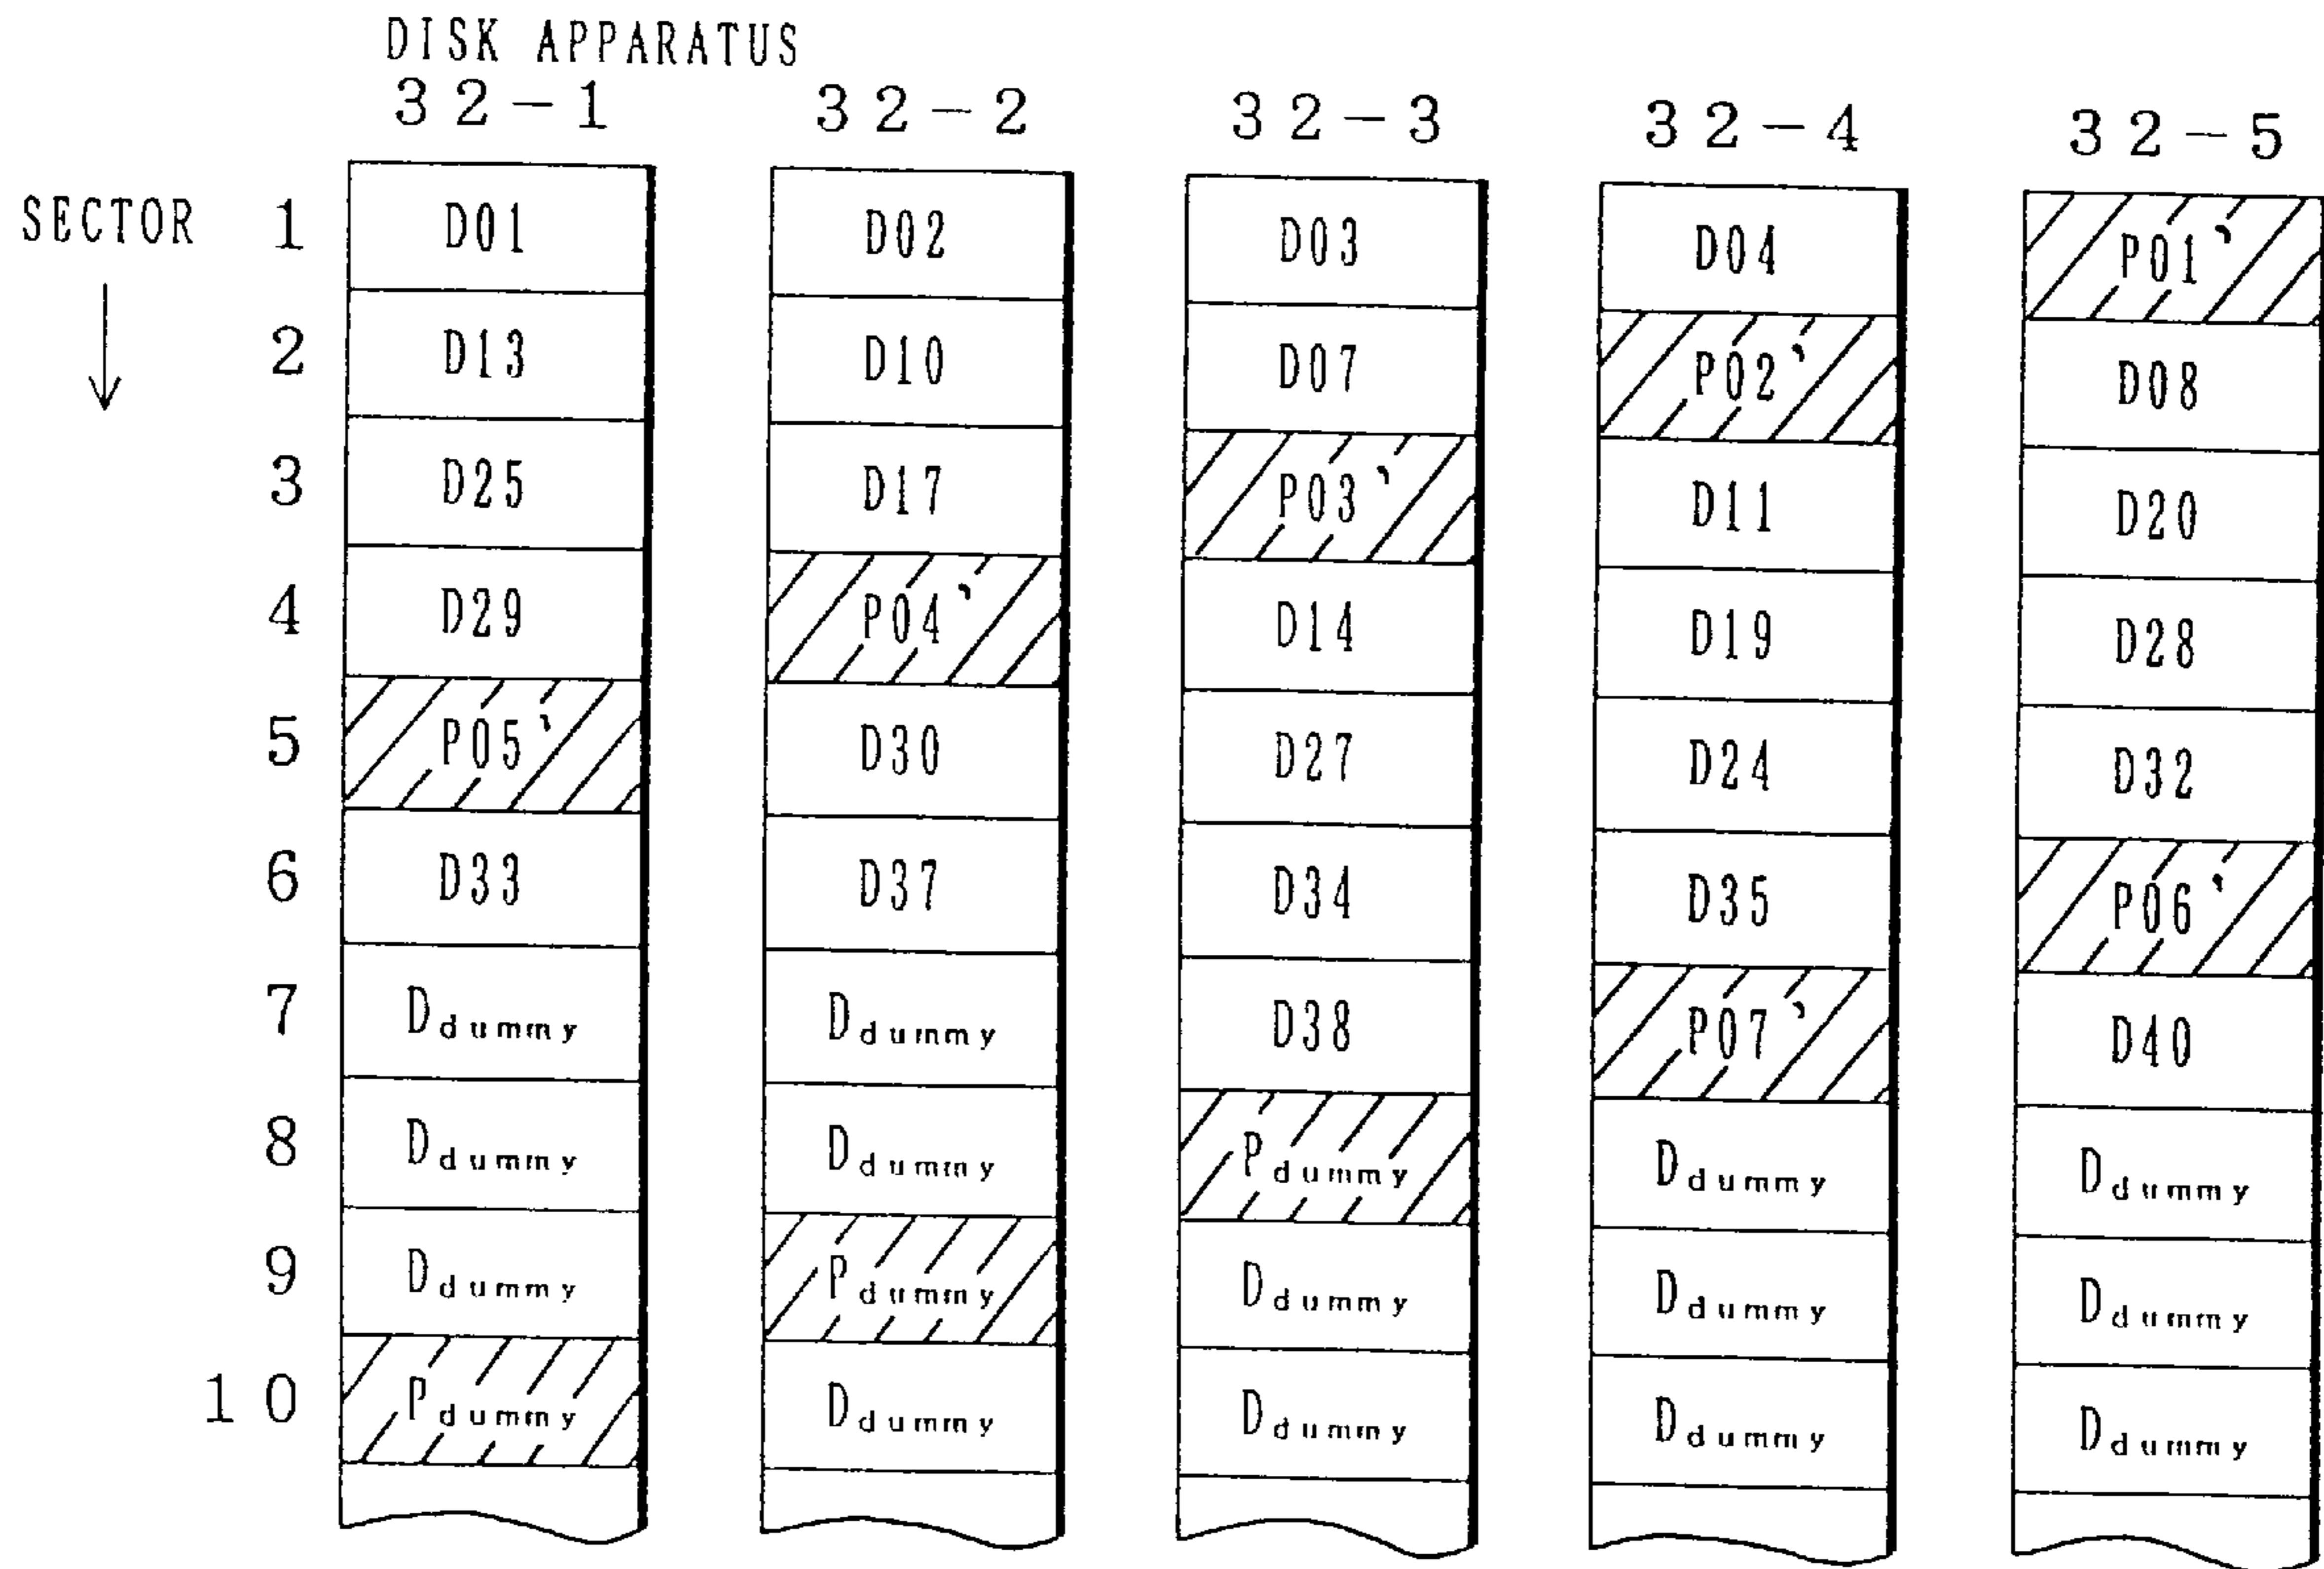 DISK APPARATUS
32-1 32-2 32-3 32-4 32-5
SECTOR 1 D01 D02 D03 D04 P01'
2 D13 D10 D07 P02' D08
3 D25 D17 P03' D11 D20
4 D29 P04' D14 D19 D28
5 P05' D30 D27 D24 D32
6 D33 D37 D34 D35 P06'
7 Ddummy Ddummy D38 P07' D40
8 Ddummy Ddummy Pdummy Ddummy Ddummy
9 Ddummy Pdummy Ddummy Ddummy Ddummy
10 Pdummy Ddummy Ddummy Ddummy Ddummy